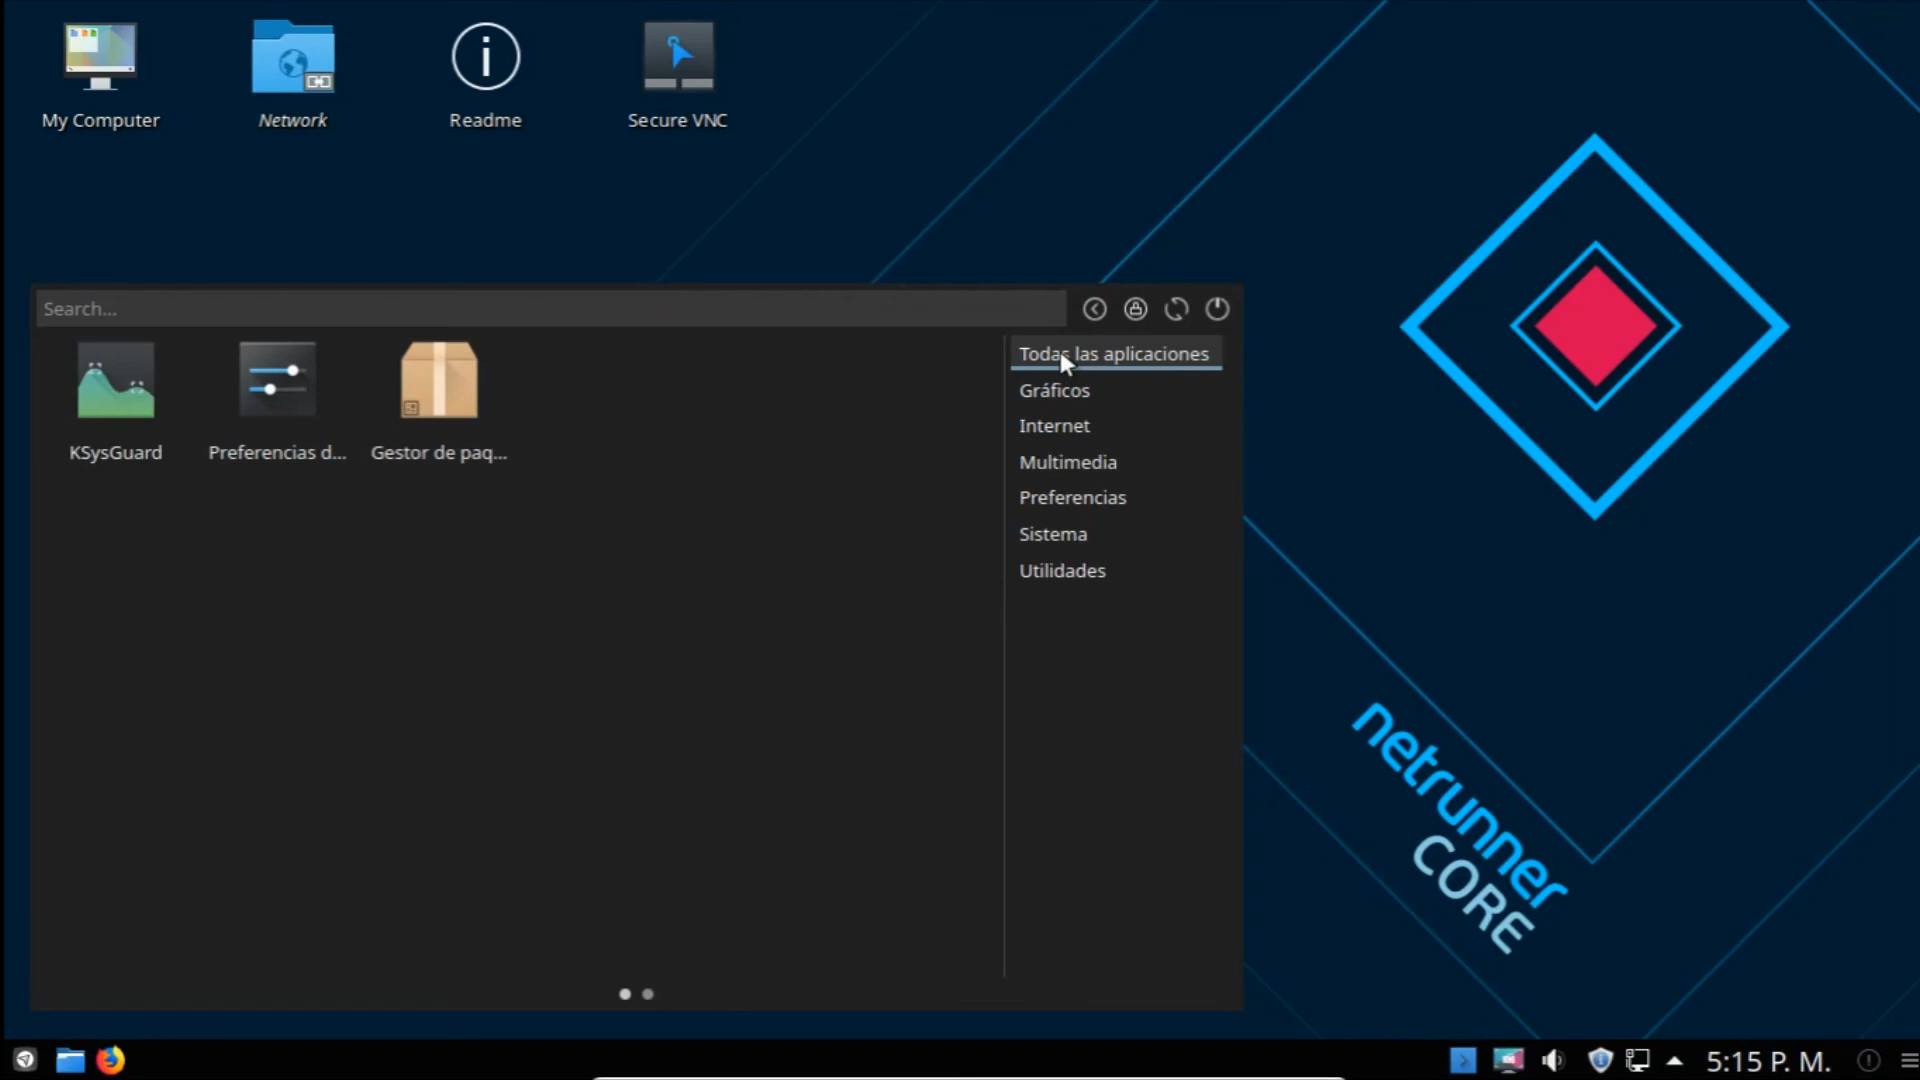 My Computer
Network
Readme
Secure VNC
Search...
KSysGuard
Preferencias d...
Gestor de paq...
Todas las aplicaciones
Gráficos
Internet
Multimedia
Preferencias
Sistema
Utilidades
netrunner
CORE
5:15 P. M.